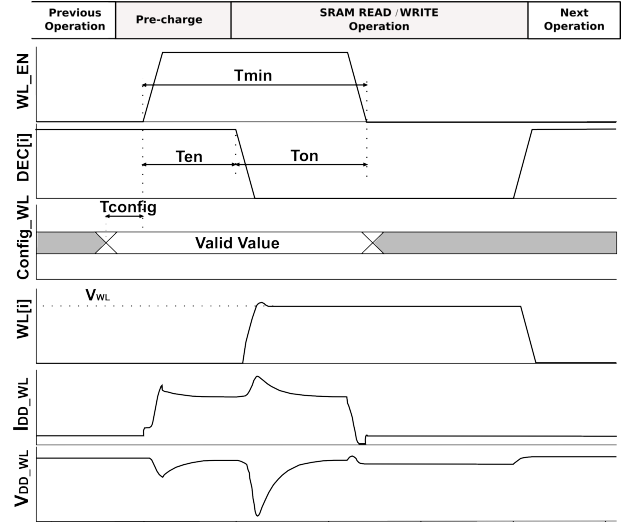 Previous
Operation
Pre-charge
SRAM READ / WRITE
Operation
Next
Operation
WL_EN
Tmin
DEC[i]
Ten
Ton
Config_WL
Tconfig
Valid Value
WL[i]
VWL
IDD_WL
VDD_WL